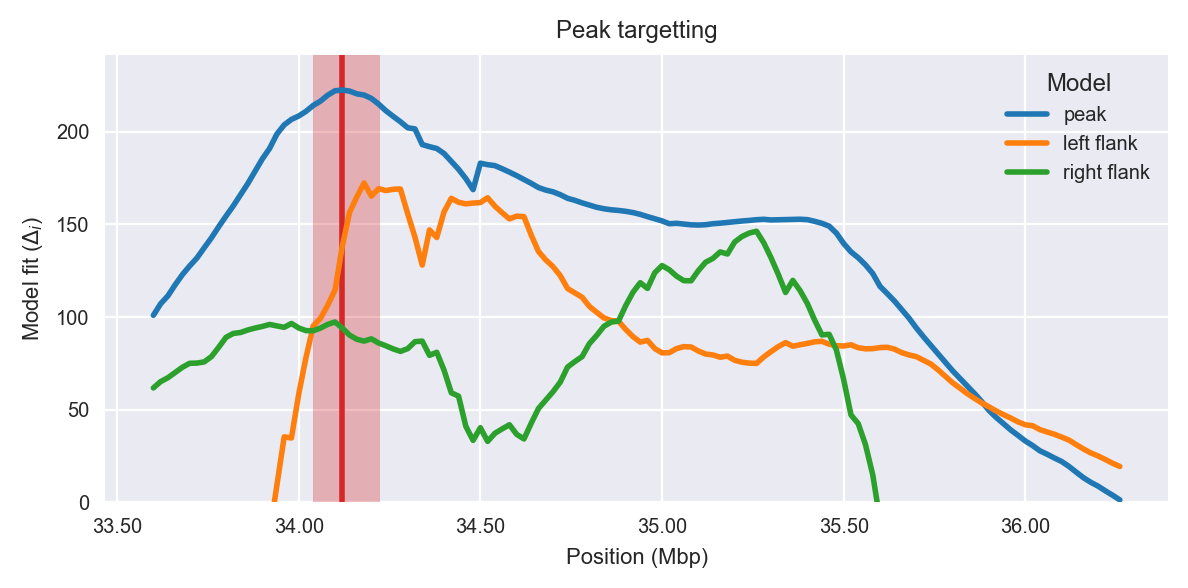 Peak targetting
Model fit (Δi)
200
150
100
50
0
Model
peak
left flank
right flank
33.50 34.00 34.50 35.00 35.50 36.00
Position (Mbp)